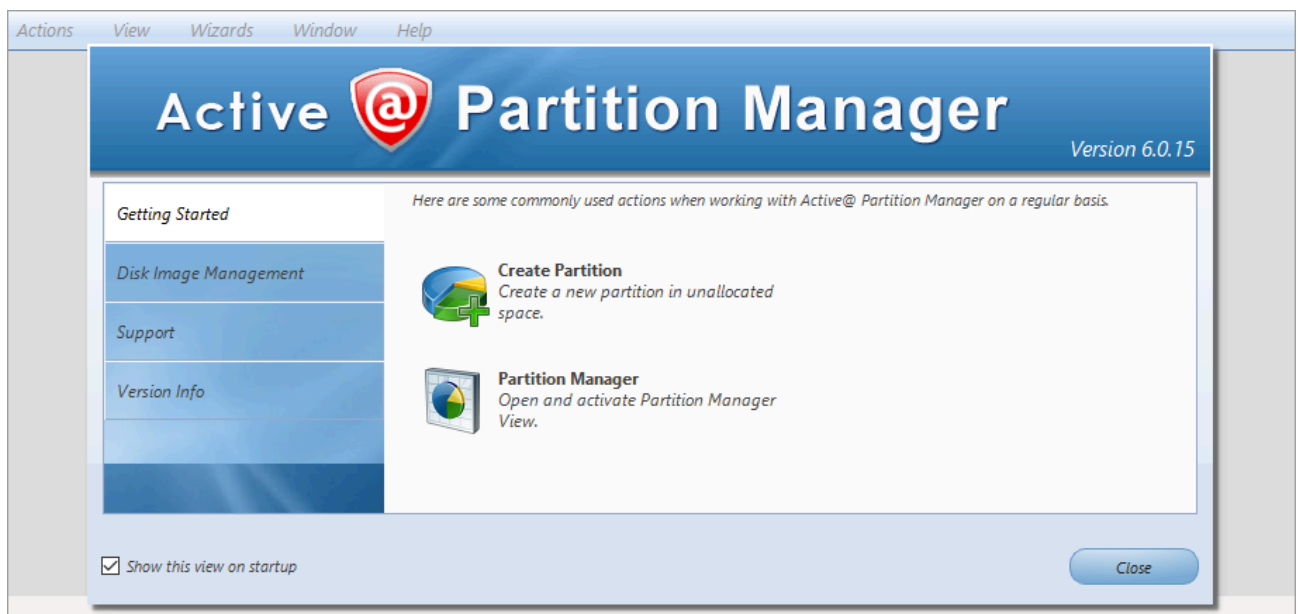 Actions View Wizards Window Help
Active @ Partition Manager
Version 6.0.15
Getting Started
Disk Image Management
Support
Version Info
Here are some commonly used actions when working with Active@ Partition Manager on a regular basis.
Create Partition
Create a new partition in unallocated
space.
Partition Manager
Open and activate Partition Manager
View.
Show this view on startup
Close